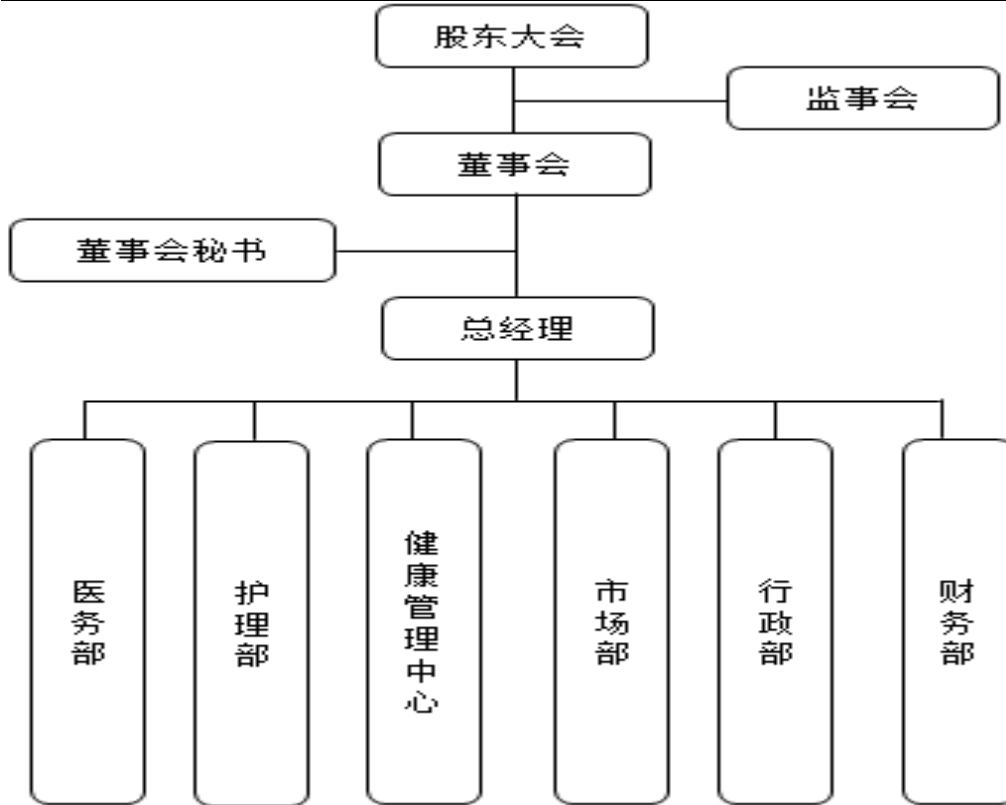 股东大会
监事会
董事会
董事会秘书
总经理
医务部
护理部
健康管理中心
市场部
行政部
财务部